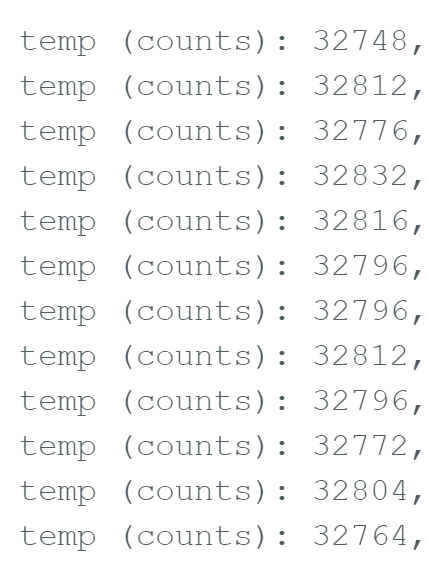 temp (counts): 32748,
temp (counts): 32812,
temp (counts): 32776,
temp (counts): 32832,
temp (counts): 32816,
temp (counts): 32796,
temp (counts): 32796,
temp (counts): 32812,
temp (counts): 32796,
temp (counts): 32772,
temp (counts): 32804,
temp (counts): 32764,